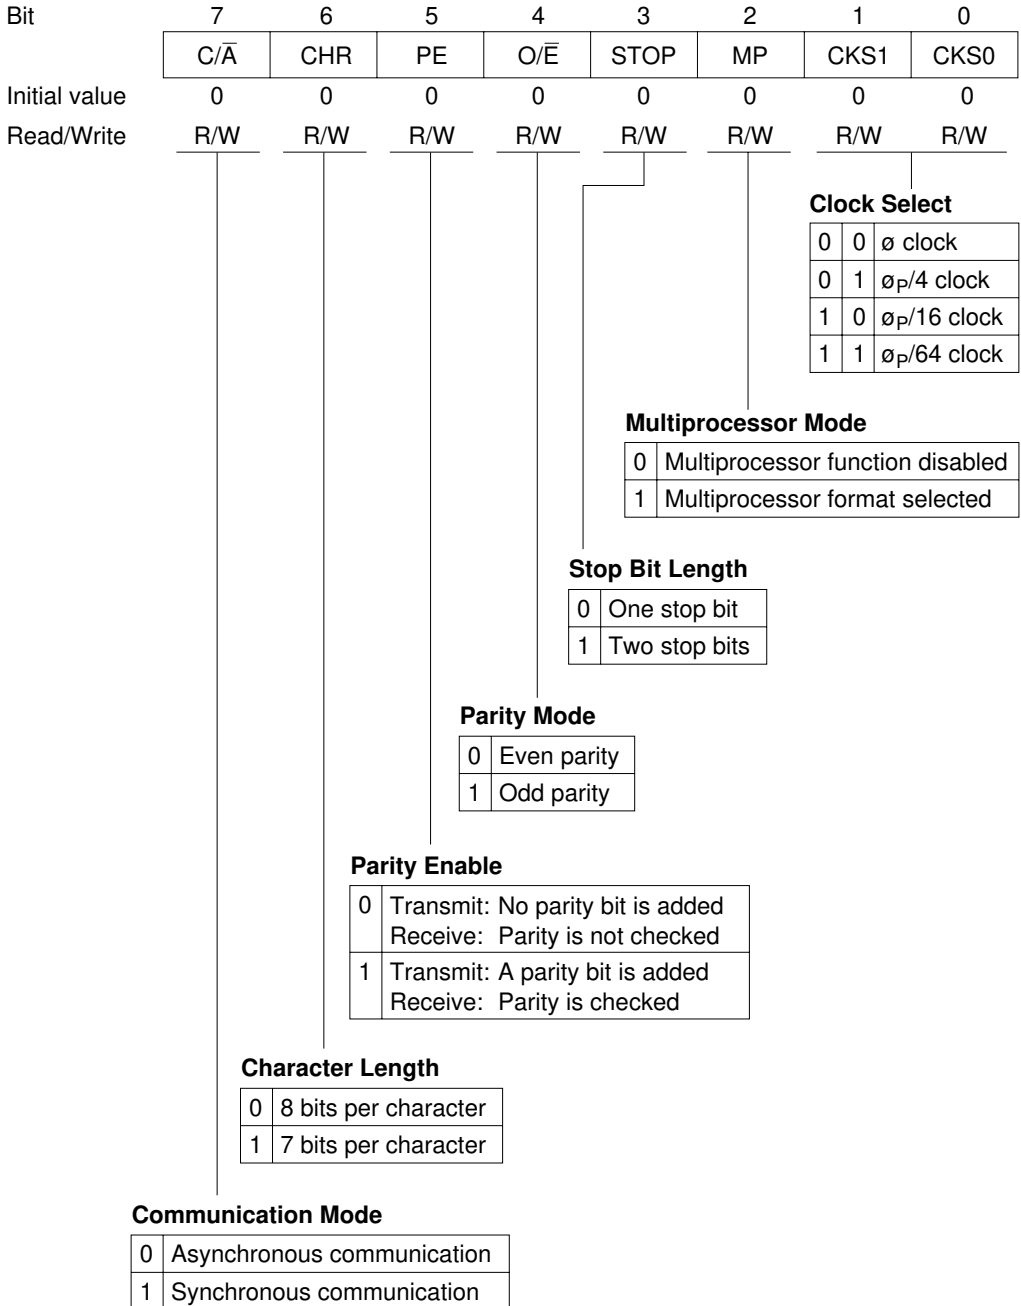 Bit 7 6 5 4 3 2 1 0
C/A̅ CHR PE O/E̅ STOP MP CKS1 CKS0
Initial value 0 0 0 0 0 0 0 0
Read/Write R/W R/W R/W R/W R/W R/W R/W R/W
Clock Select
0 0 ø clock
0 1 øP/4 clock
1 0 øP/16 clock
1 1 øP/64 clock
Multiprocessor Mode
0 Multiprocessor function disabled
1 Multiprocessor format selected
Stop Bit Length
0 One stop bit
1 Two stop bits
Parity Mode
0 Even parity
1 Odd parity
Parity Enable
0 Transmit: No parity bit is added
Receive: Parity is not checked
1 Transmit: A parity bit is added
Receive: Parity is checked
Character Length
0 8 bits per character
1 7 bits per character
Communication Mode
0 Asynchronous communication
1 Synchronous communication